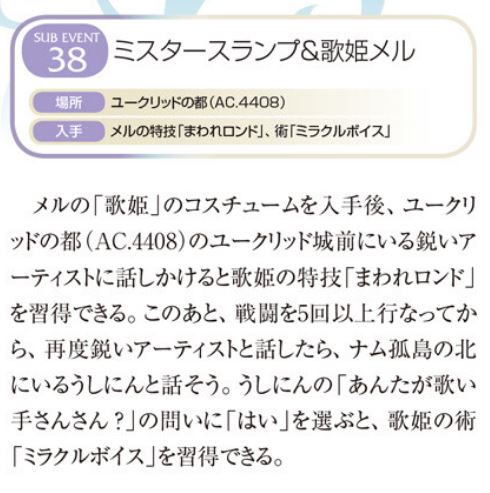 SUB EVENT
38
ミスタースランプ&歌姫メル
場所 ユークリッドの都(AC.4408)
入手 メルの特技「まわれロンド」、術「ミラクルボイス」
メルの「歌姫」のコスチュームを入手後、ユークリ
ッドの都(AC.4408)のユークリッド城前にいる鋭いア
ーティストに話しかけると歌姫の特技「まわれロンド」
を習得できる。このあと、戦闘を5回以上行なってか
ら、再度鋭いアーティストと話したら、ナム孤島の北
にいるうしにんと話そう。うしにんの「あんたが歌い
手さんさん?」の問いに「はい」を選ぶと、歌姫の術
「ミラクルボイス」を習得できる。